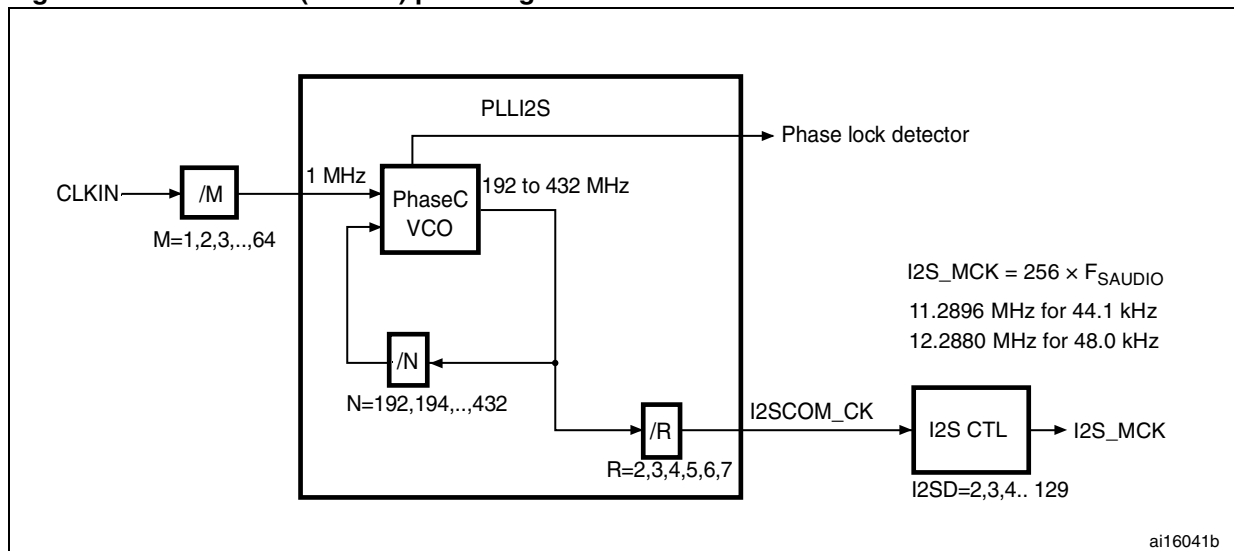 PLLI2S
Phase lock detector
CLKIN
/M
1 MHz
PhaseC
VCO
192 to 432 MHz
M=1,2,3,..,64
I2S_MCK = 256 × FSAUDIO
11.2896 MHz for 44.1 kHz
12.2880 MHz for 48.0 kHz
/N
N=192,194,..,432
/R
R=2,3,4,5,6,7
I2SCOM_CK
I2S CTL
I2S_MCK
I2SD=2,3,4.. 129
ai16041b